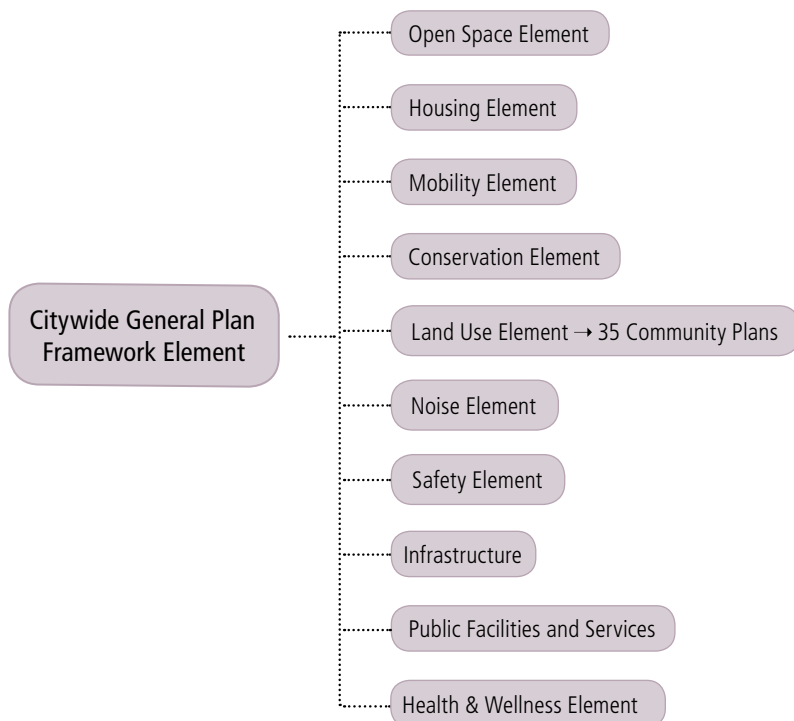 Open Space Element
Housing Element
Mobility Element
Conservation Element
Citywide General Plan
Framework Element
Land Use Element → 35 Community Plans
Noise Element
Safety Element
Infrastructure
Public Facilities and Services
Health & Wellness Element